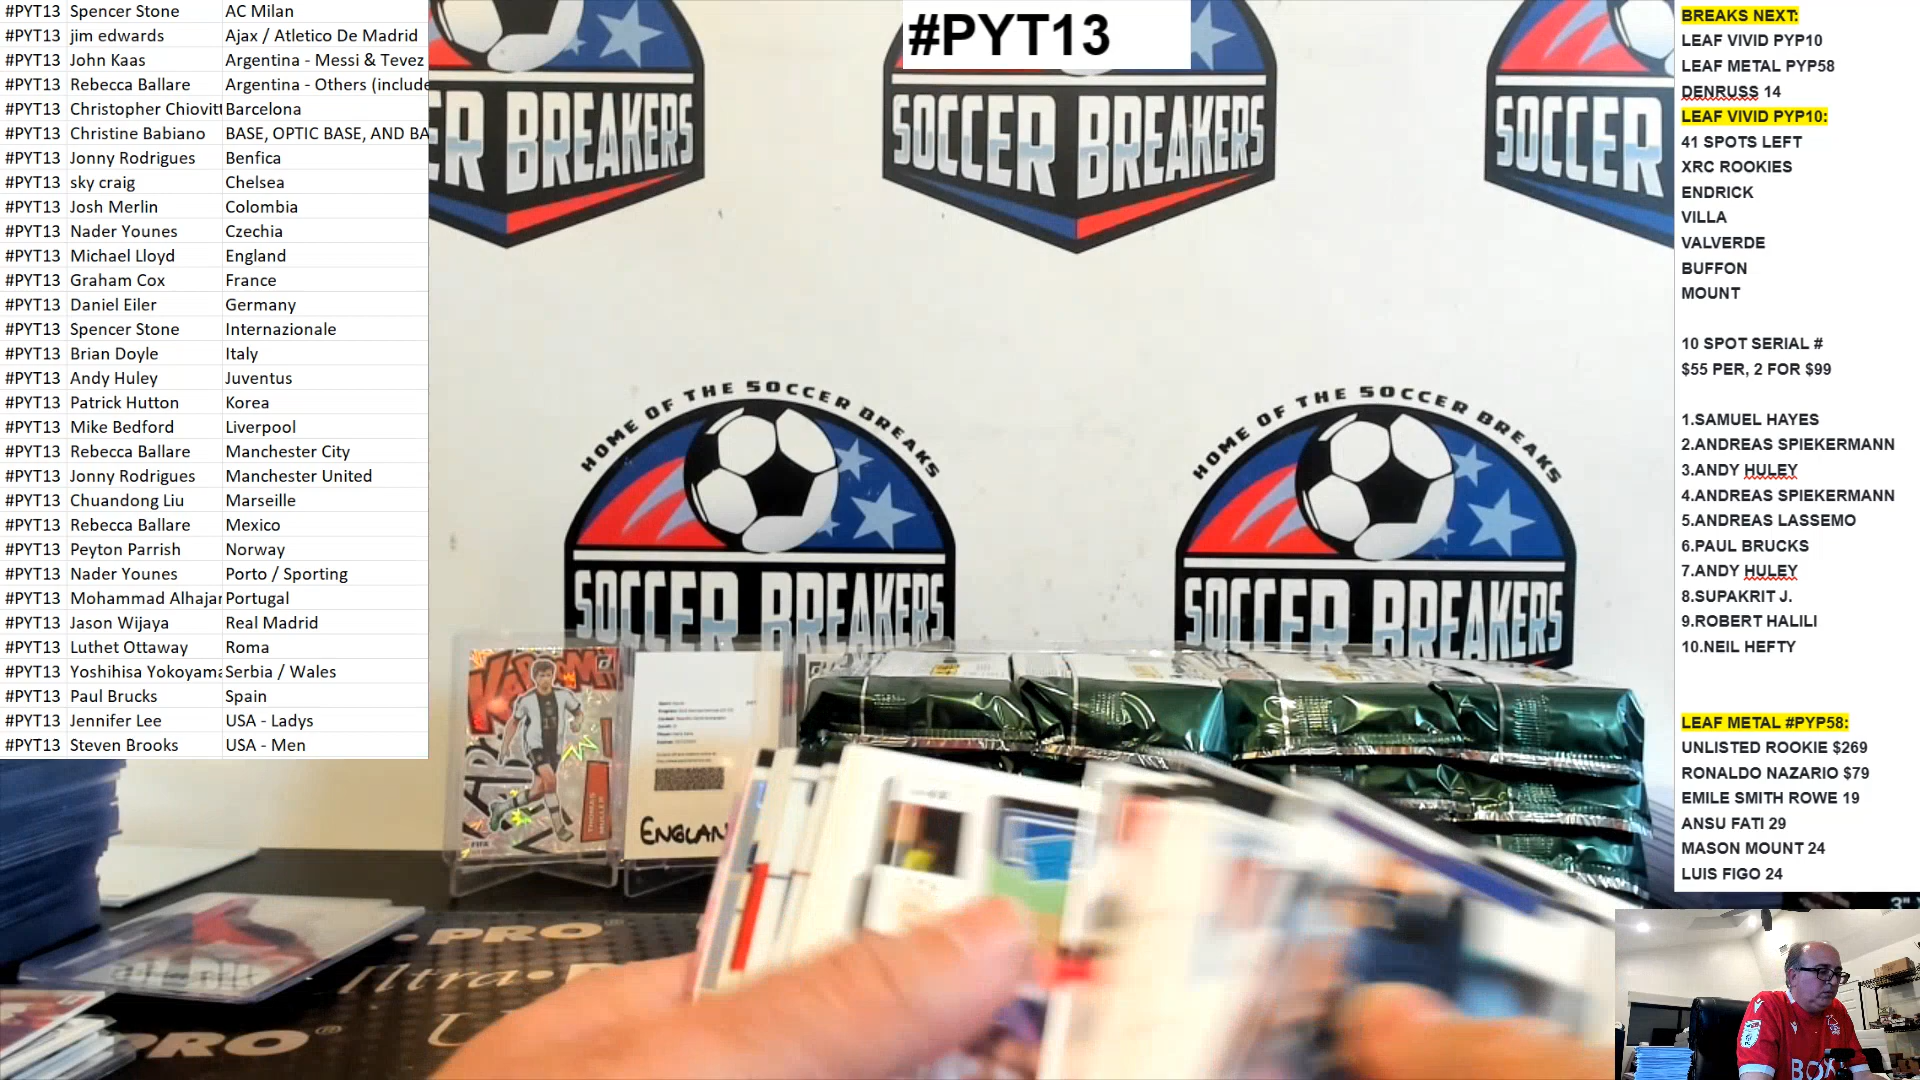 #PYT13 Spencer Stone AC Milan
#PYT13 jim edwards Ajax / Atletico De Madrid
#PYT13 John Kaas Argentina - Messi & Tevez
#PYT13 Rebecca Ballare Argentina - Others (include
#PYT13 Christopher Chiovitt Barcelona
#PYT13 Christine Babiano BASE, OPTIC BASE, AND BA
#PYT13 Jonny Rodrigues Benfica
#PYT13 sky craig Chelsea
#PYT13 Josh Merlin Colombia
#PYT13 Nader Younes Czechia
#PYT13 Michael Lloyd England
#PYT13 Graham Cox France
#PYT13 Daniel Eiler Germany
#PYT13 Spencer Stone Internazionale
#PYT13 Brian Doyle Italy
#PYT13 Andy Huley Juventus
#PYT13 Patrick Hutton Korea
#PYT13 Mike Bedford Liverpool
#PYT13 Rebecca Ballare Manchester City
#PYT13 Jonny Rodrigues Manchester United
#PYT13 Chuandong Liu Marseille
#PYT13 Rebecca Ballare Mexico
#PYT13 Peyton Parrish Norway
#PYT13 Nader Younes Porto / Sporting
#PYT13 Mohammad Alhajar Portugal
#PYT13 Jason Wijaya Real Madrid
#PYT13 Luthet Ottaway Roma
#PYT13 Yoshihisa Yokoyama Serbia / Wales
#PYT13 Paul Brucks Spain
#PYT13 Jennifer Lee USA - Ladys
#PYT13 Steven Brooks USA - Men
#PYT13
ER BREAKERS
SOCCER BREAKERS
SOCCER
HOME OF THE SOCCER BREAKS
SOCCER BREAKERS
HOME OF THE SOCCER BREAKS
SOCCER BREAKERS
KABOOM!
THOMAS MULLER
FIFA
ENGLAN
PRO
Ultra
PRO
BREAKS NEXT:
LEAF VIVID PYP10
LEAF METAL PYP58
DENRUSS 14
LEAF VIVID PYP10:
41 SPOTS LEFT
XRC ROOKIES
ENDRICK
VILLA
VALVERDE
BUFFON
MOUNT
10 SPOT SERIAL #
$55 PER, 2 FOR $99
1.SAMUEL HAYES
2.ANDREAS SPIEKERMANN
3.ANDY HULEY
4.ANDREAS SPIEKERMANN
5.ANDREAS LASSEMO
6.PAUL BRUCKS
7.ANDY HULEY
8.SUPAKRIT J.
9.ROBERT HALILI
10.NEIL HEFTY
LEAF METAL #PYP58:
UNLISTED ROOKIE $269
RONALDO NAZARIO $79
EMILE SMITH ROWE 19
ANSU FATI 29
MASON MOUNT 24
LUIS FIGO 24
3"
BOX